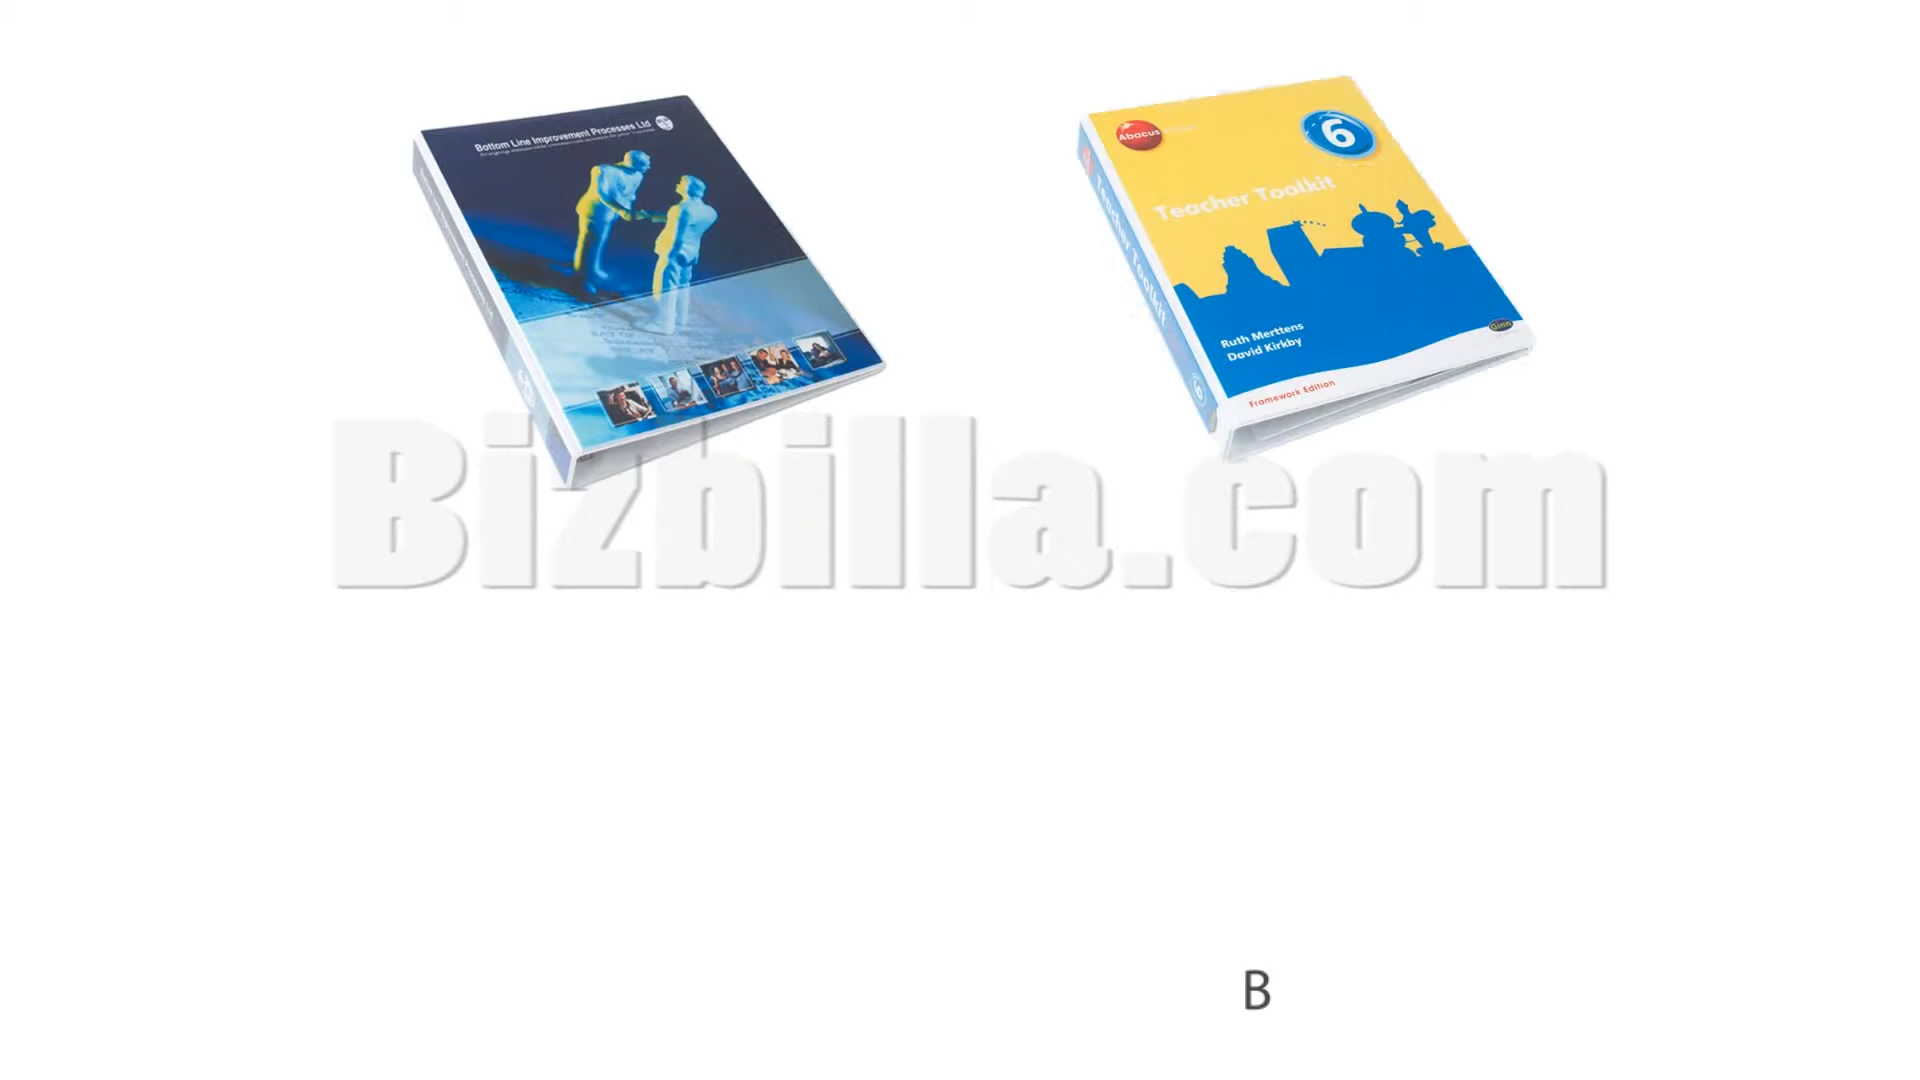 Bottom Line Improvement Processes Ltd
Abacus
6
Teacher Toolkit
Teacher Toolkit
Ruth Merttens
David Kirkby
Ginn
Framework Edition
6
Bizbilla.com
B